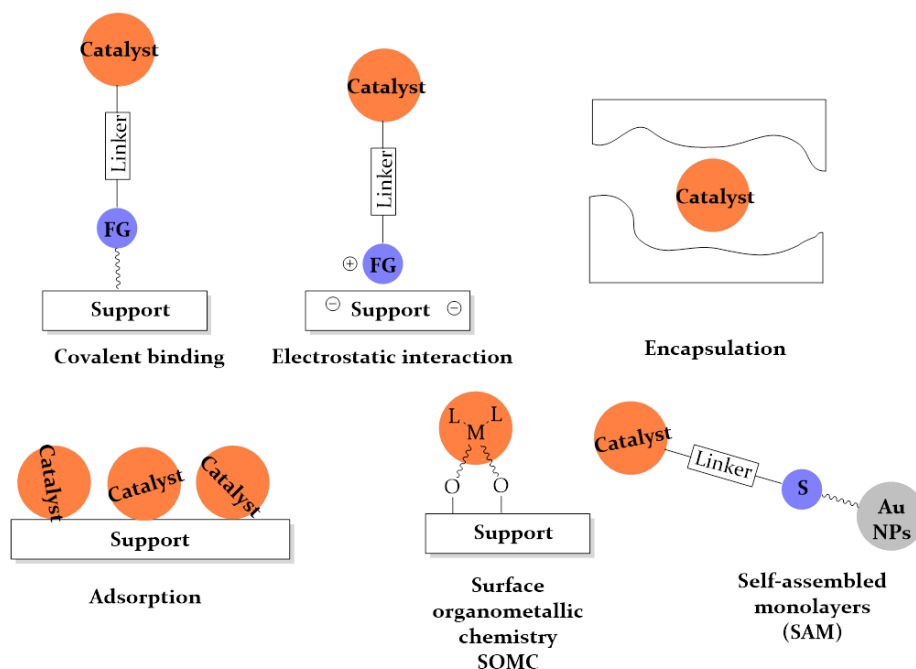 Catalyst
Linker
FG
Support
Covalent binding
Catalyst
Linker
⊕ FG
⊖ Support ⊖
Electrostatic interaction
Catalyst
Encapsulation
Catalyst Catalyst Catalyst
Support
Adsorption
L L
M
O O
Support
Surface
organometallic
chemistry
SOMC
Catalyst
Linker
S
Au
NPs
Self-assembled
monolayers
(SAM)